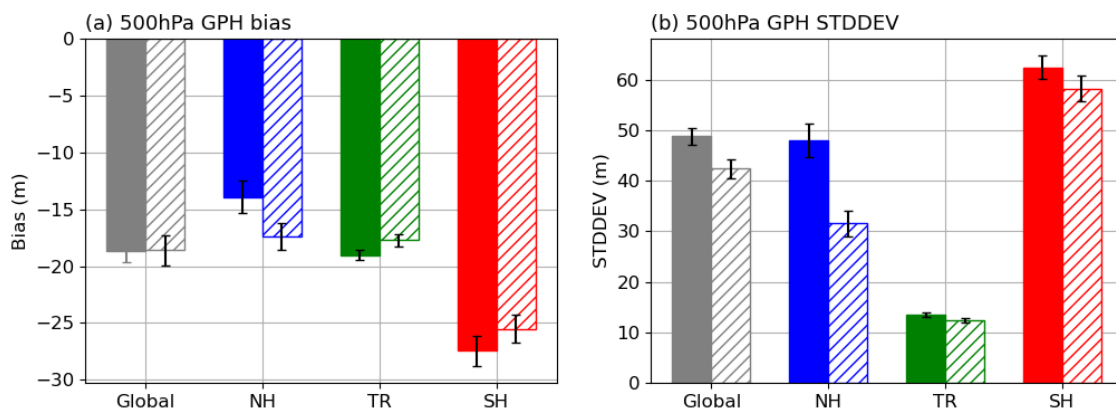 (a) 500hPa GPH bias
Bias (m)
0
−5
−10
−15
−20
−25
−30
Global NH TR SH
(b) 500hPa GPH STDDEV
STDDEV (m)
60
50
40
30
20
10
0
Global NH TR SH